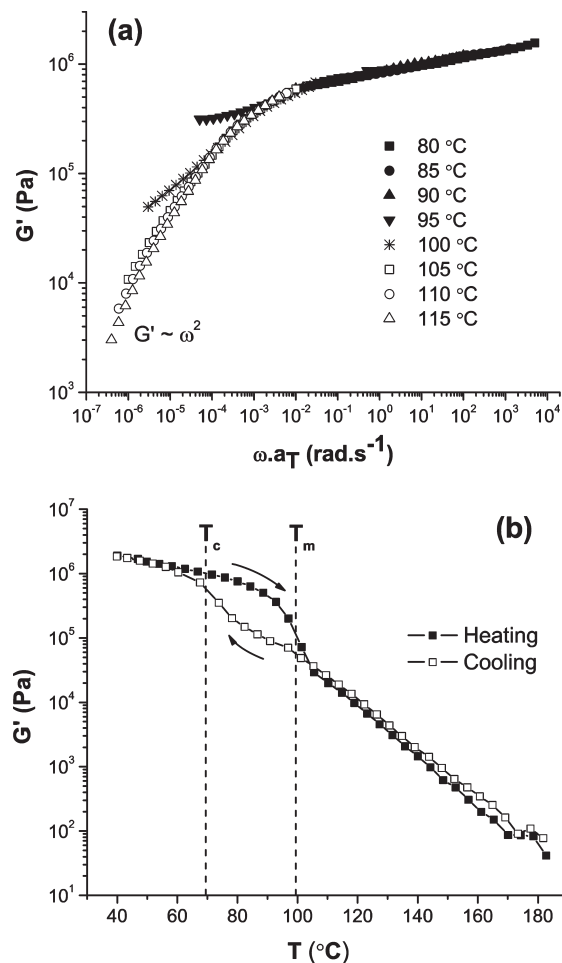 (a)
10^6
10^5
10^4
10^3
G' (Pa)
80 °C
85 °C
90 °C
95 °C
100 °C
105 °C
110 °C
115 °C
G' ~ ω^2
10^-7 10^-6 10^-5 10^-4 10^-3 10^-2 10^-1 10^0 10^1 10^2 10^3 10^4
ω.a_T (rad.s^-1)
(b)
T_c T_m
10^7
10^6
10^5
10^4
10^3
10^2
10^1
G' (Pa)
Heating
Cooling
40 60 80 100 120 140 160 180
T (°C)